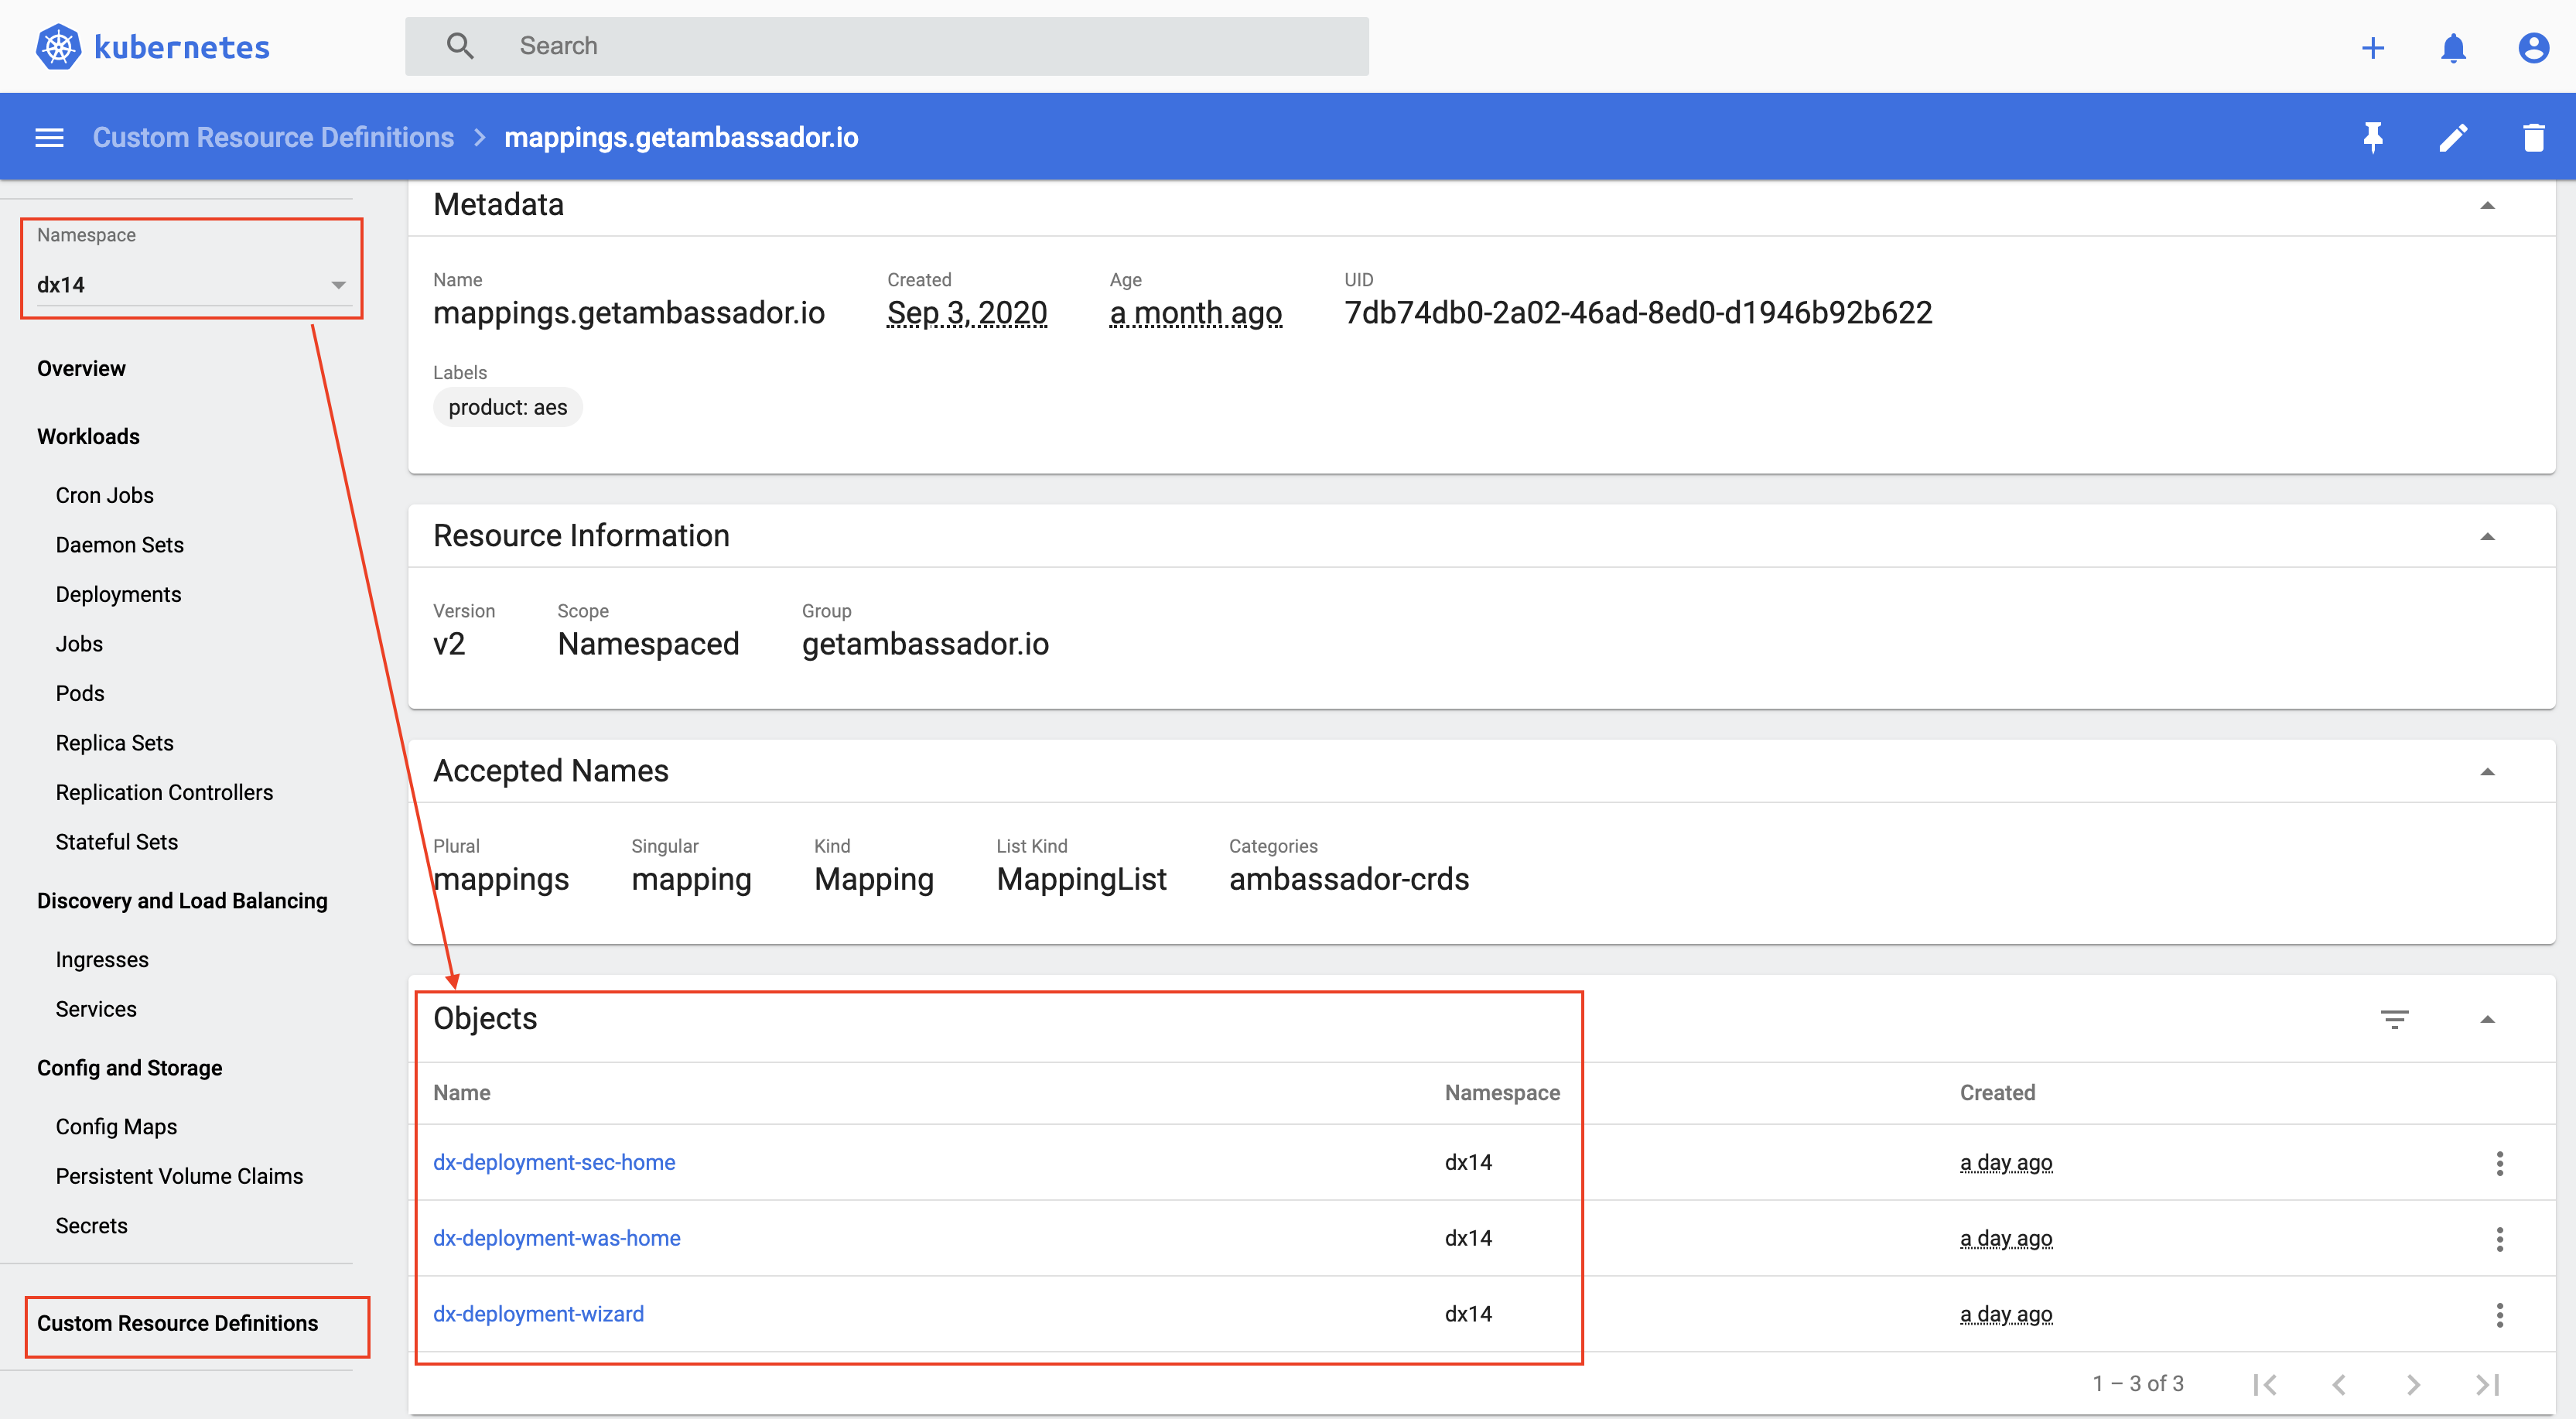 kubernetes
Search
Custom Resource Definitions > mappings.getambassador.io
Namespace
dx14
Overview
Workloads
Cron Jobs
Daemon Sets
Deployments
Jobs
Pods
Replica Sets
Replication Controllers
Stateful Sets
Discovery and Load Balancing
Ingresses
Services
Config and Storage
Config Maps
Persistent Volume Claims
Secrets
Custom Resource Definitions
Metadata
Name Created Age UID
mappings.getambassador.io Sep 3, 2020 a month ago 7db74db0-2a02-46ad-8ed0-d1946b92b622
Labels
product: aes
Resource Information
Version Scope Group
v2 Namespaced getambassador.io
Accepted Names
Plural Singular Kind List Kind Categories
mappings mapping Mapping MappingList ambassador-crds
Objects
Name Namespace Created
dx-deployment-sec-home dx14 a day ago
dx-deployment-was-home dx14 a day ago
dx-deployment-wizard dx14 a day ago
1 – 3 of 3